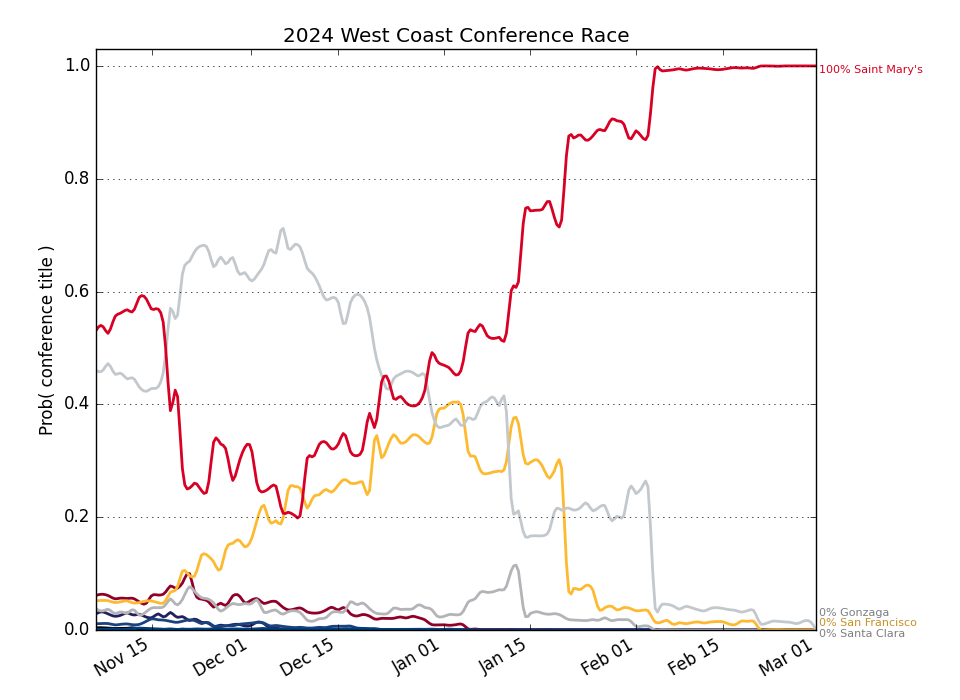 2024 West Coast Conference Race
Prob( conference title )
1.0
0.8
0.6
0.4
0.2
0.0
Nov 15
Dec 01
Dec 15
Jan 01
Jan 15
Feb 01
Feb 15
Mar 01
100% Saint Mary's
0% Gonzaga
0% San Francisco
0% Santa Clara